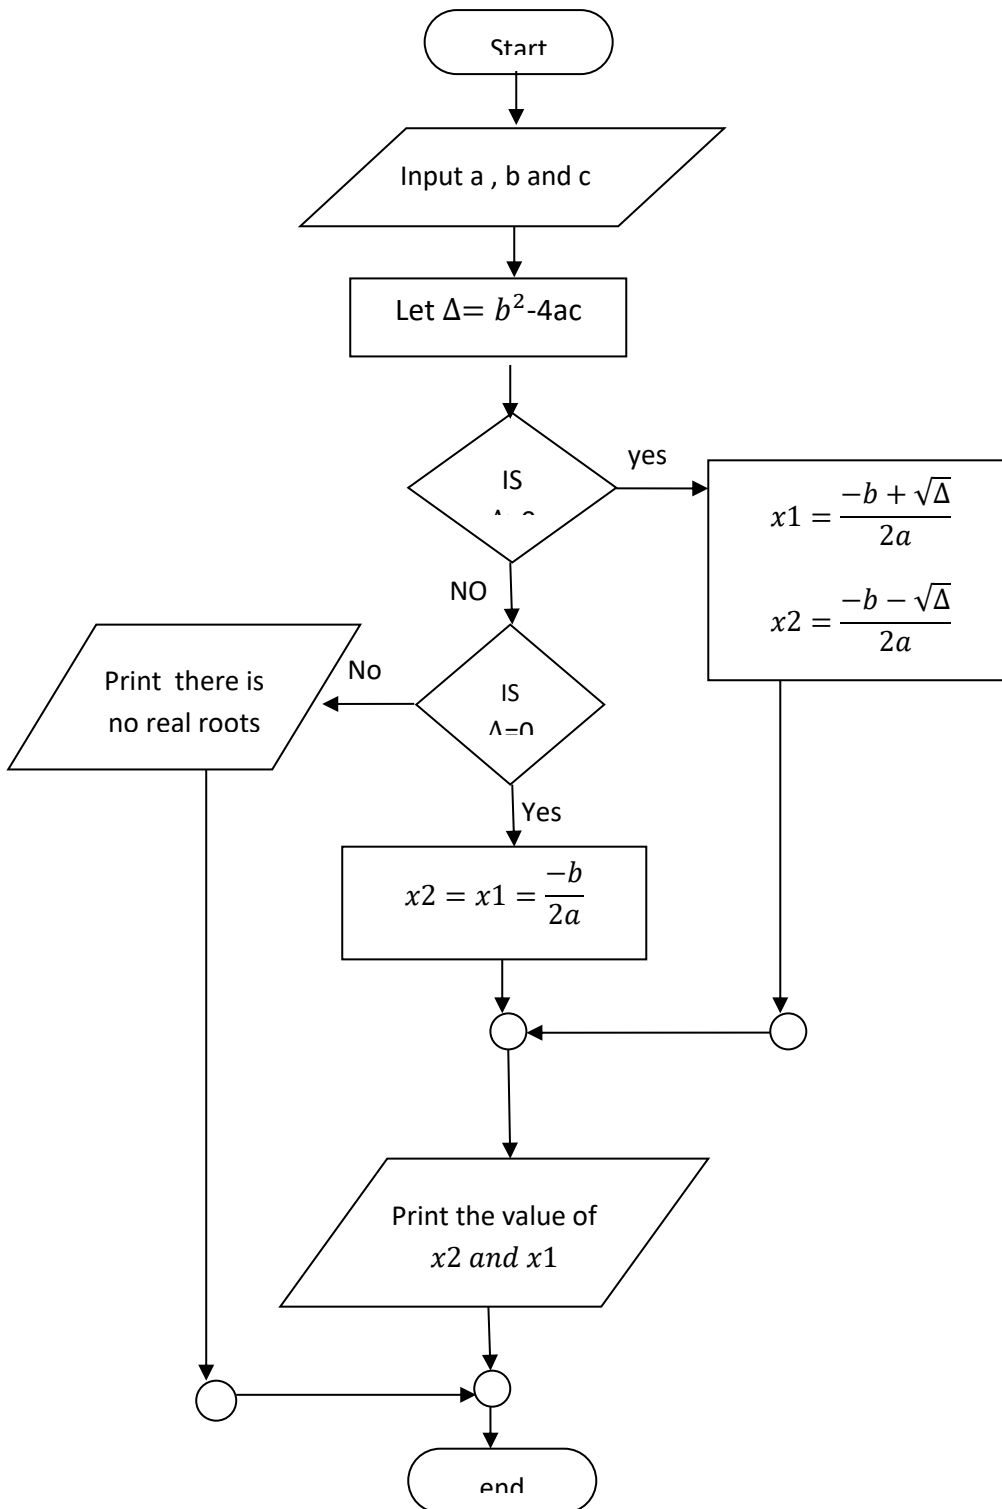 Start
Input a , b and c
Let Δ= b²-4ac
IS
yes
x1 = (-b + √Δ)/2a
x2 = (-b − √Δ)/2a
NO
IS
Δ=0
No
Print there is
no real roots
Yes
x2 = x1 = -b/2a
Print the value of
x2 and x1
end